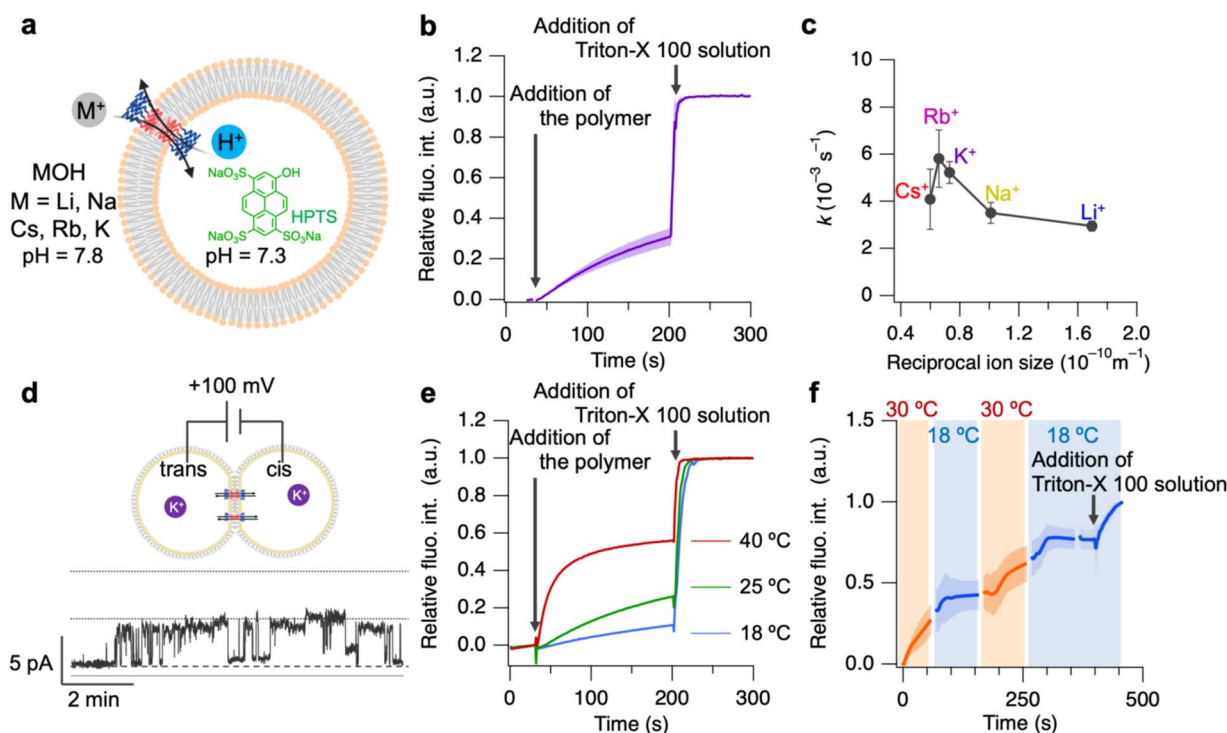 a
M⁺
H⁺
MOH
M = Li, Na
Cs, Rb, K
pH = 7.8
NaO₃S
OH
HPTS
NaO₃S
SO₃Na
pH = 7.3
b
Addition of
Triton-X 100 solution
Addition of
the polymer
Relative fluo. int. (a.u.)
1.2
1.0
0.8
0.6
0.4
0.2
0.0
0
100
200
300
Time (s)
c
k (10⁻³ s⁻¹)
10
8
6
4
2
0
Rb⁺
K⁺
Cs⁺
Na⁺
Li⁺
0.4
0.8
1.2
1.6
2.0
Reciprocal ion size (10⁻¹⁰m⁻¹)
d
+100 mV
trans
cis
K⁺
K⁺
5 pA
2 min
e
Addition of
Triton-X 100 solution
Addition of
the polymer
Relative fluo. int. (a.u.)
1.2
1.0
0.8
0.6
0.4
0.2
0.0
40 ºC
25 ºC
18 ºC
0
100
200
300
Time (s)
f
30 ºC
30 ºC
18 ºC
18 ºC
Addition of
Triton-X 100 solution
Relative fluo. int. (a.u.)
1.5
1.0
0.5
0.0
0
250
500
Time (s)